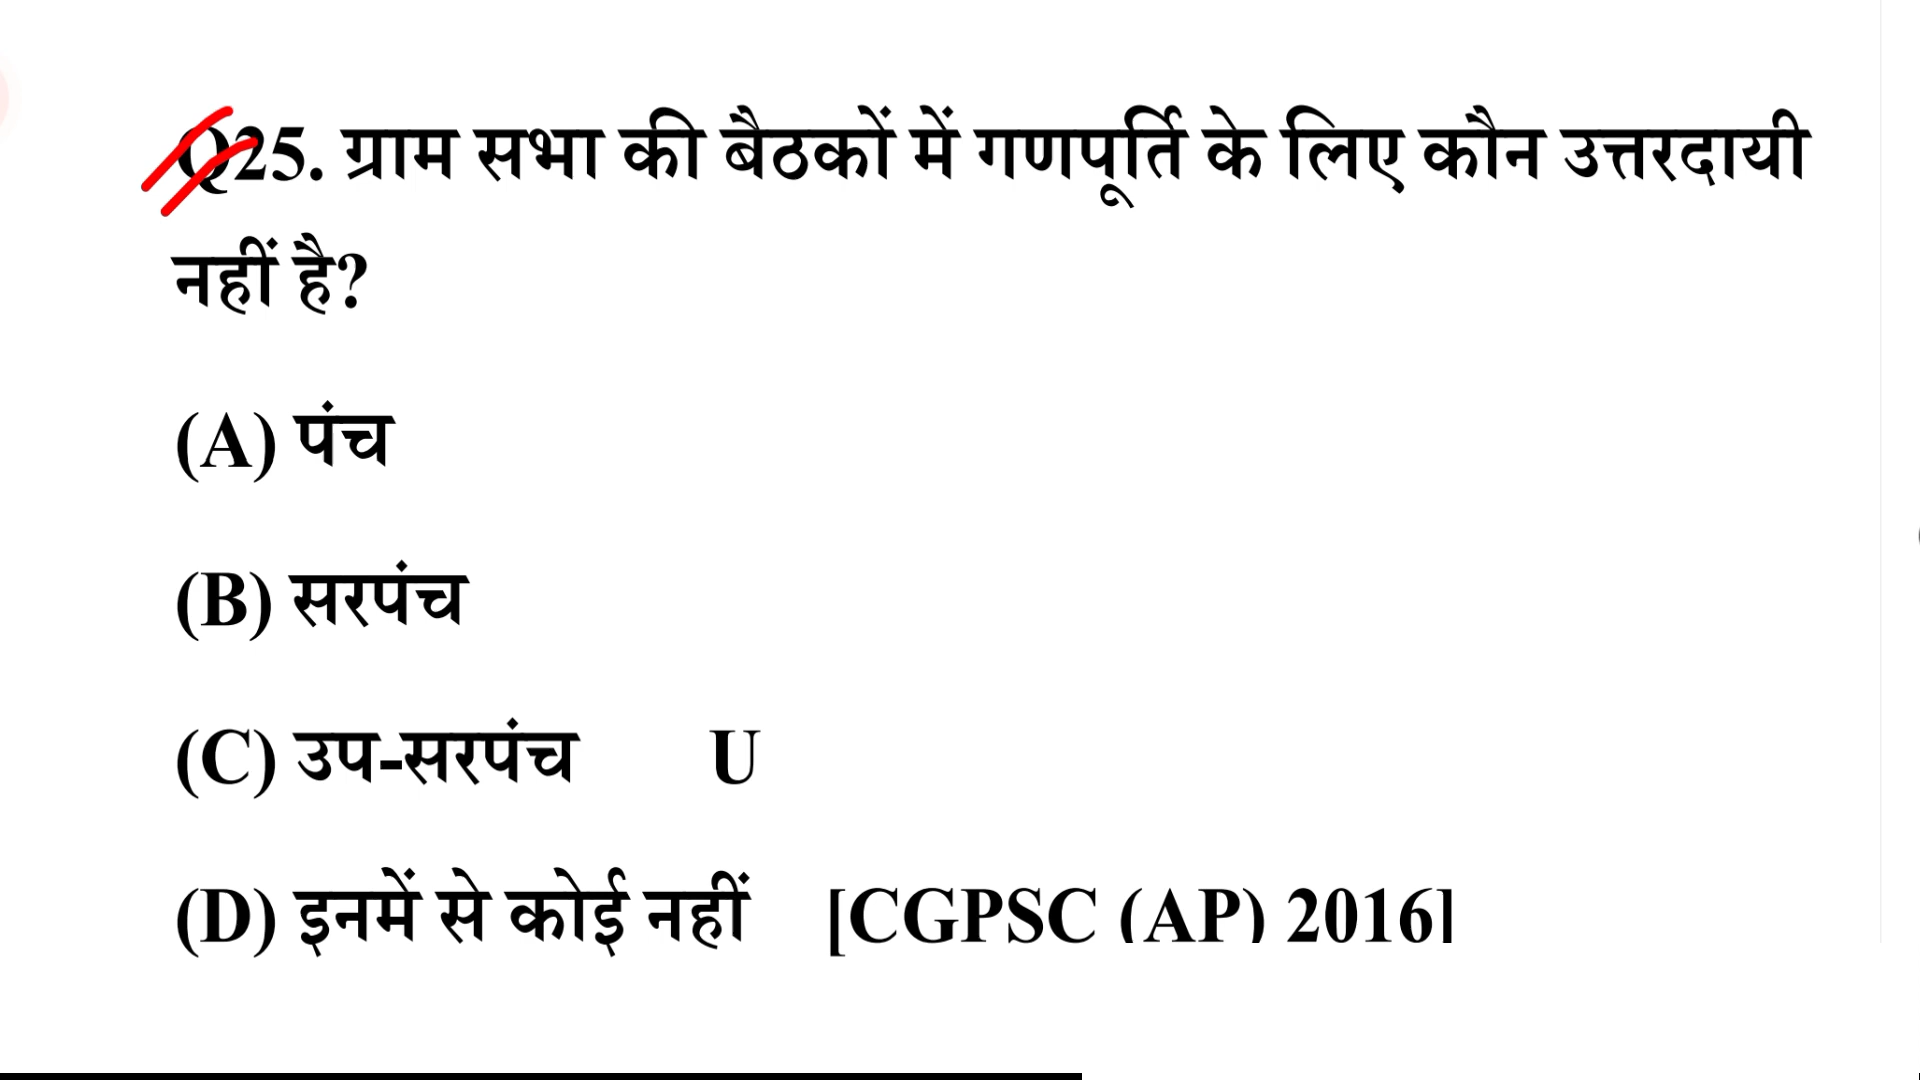 Q25. ग्राम सभा की बैठकों में गणपूर्ति के लिए कौन उत्तरदायी
नहीं है?
(A) पंच
(B) सरपंच
(C) उप-सरपंच U
(D) इनमें से कोई नहीं [CGPSC (AP) 2016]